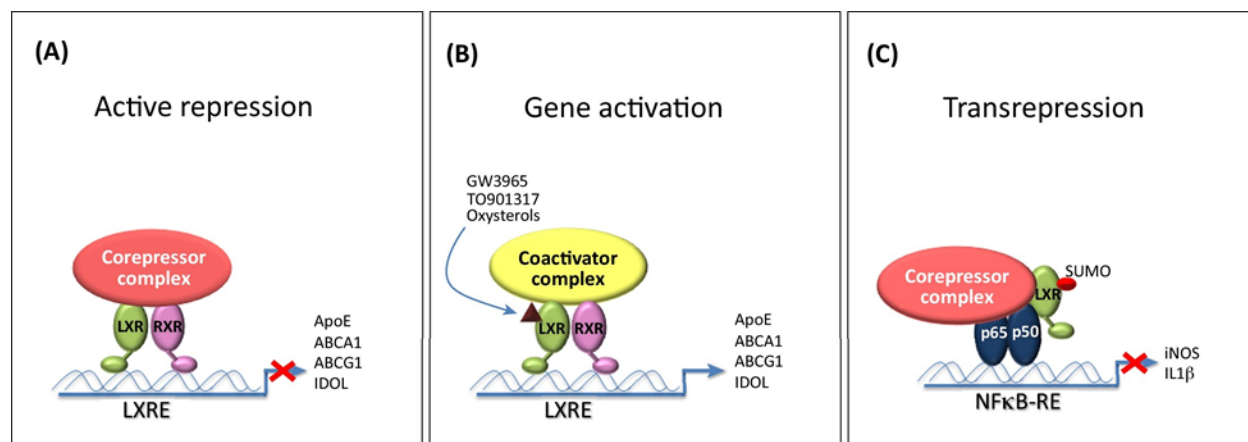 (A)
Active repression
Corepressor
complex
LXR RXR
ApoE
ABCA1
ABCG1
IDOL
LXRE
(B)
Gene activation
GW3965
TO901317
Oxysterols
Coactivator
complex
LXR RXR
ApoE
ABCA1
ABCG1
IDOL
LXRE
(C)
Transrepression
Corepressor
complex
SUMO
LXR
p65 p50
iNOS
IL1β
NFκB-RE